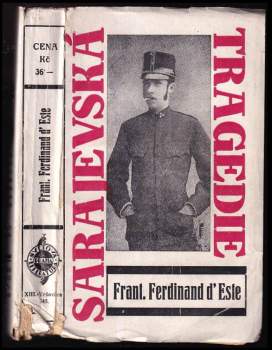 CENA
Kč
36·—
Frant. Ferdinand d' Este
SARAJEVSKÁ
TRAGEDIE
Frant. Ferdinand d' Este